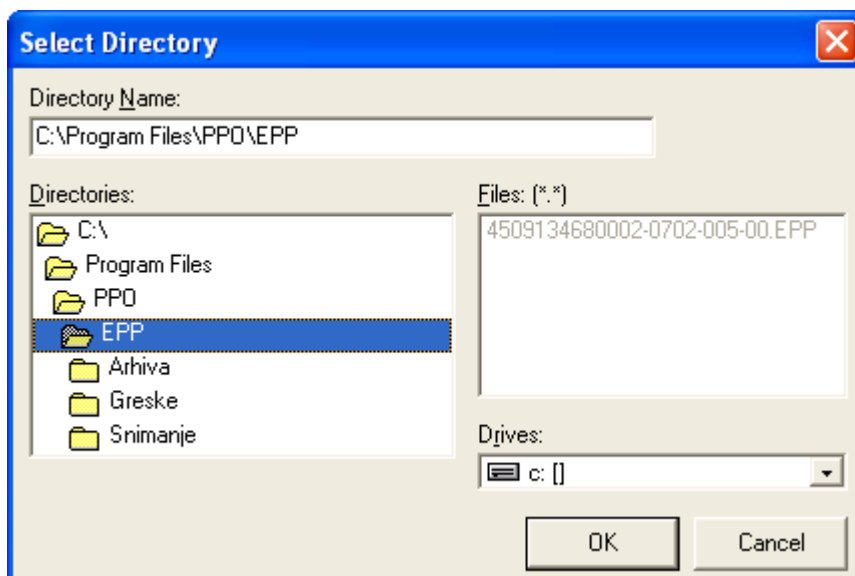 Select Directory
Directory Name:
C:\Program Files\PPO\EPP
Directories:
C:\
Program Files
PPO
EPP
Arhiva
Greske
Snimanje
Files: (*.*)
4509134680002-0702-005-00.EPP
Drives:
c: []
OK
Cancel